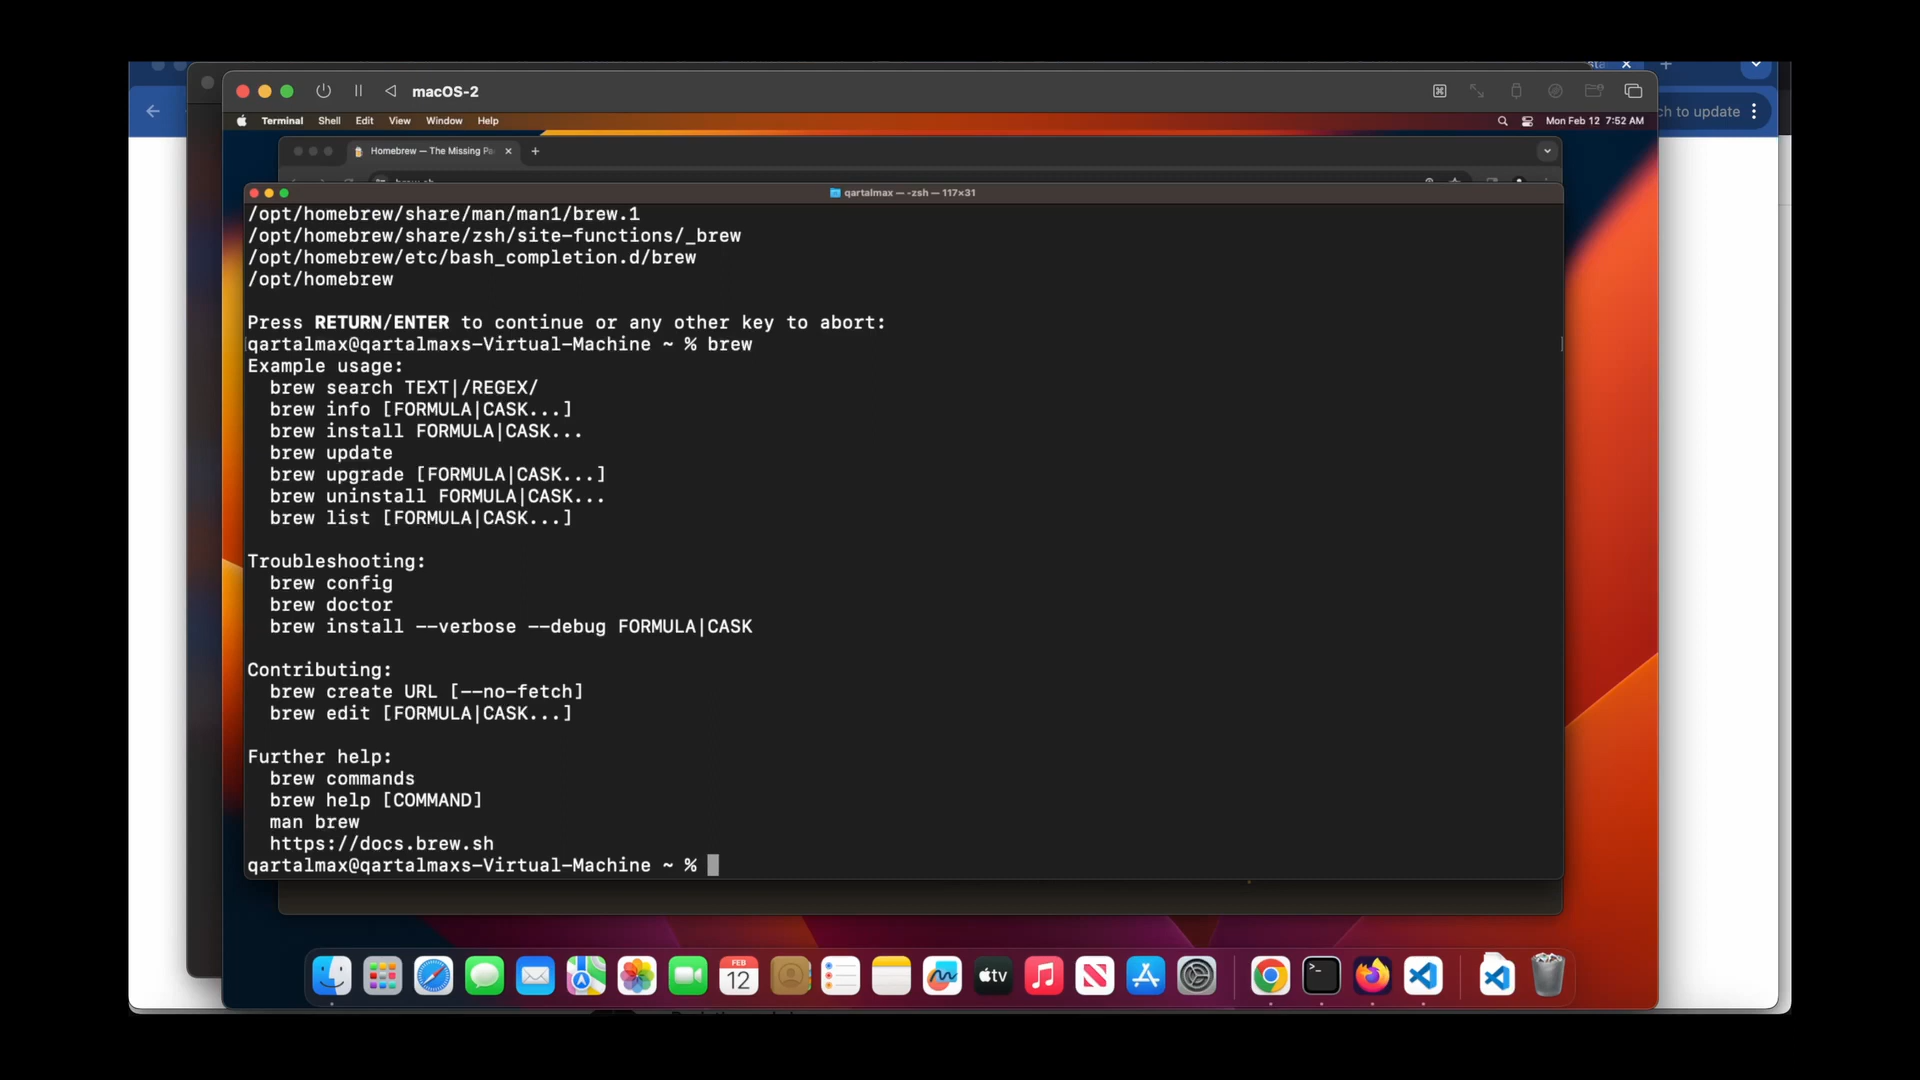 macOS-2
ch to update
Terminal Shell Edit View Window Help
Mon Feb 12 7:52 AM
Homebrew — The Missing Pa
qartalmax — -zsh — 117×31
/opt/homebrew/share/man/man1/brew.1
/opt/homebrew/share/zsh/site-functions/_brew
/opt/homebrew/etc/bash_completion.d/brew
/opt/homebrew
Press RETURN/ENTER to continue or any other key to abort:
qartalmax@qartalmaxs-Virtual-Machine ~ % brew
Example usage:
brew search TEXT|/REGEX/
brew info [FORMULA|CASK...]
brew install FORMULA|CASK...
brew update
brew upgrade [FORMULA|CASK...]
brew uninstall FORMULA|CASK...
brew list [FORMULA|CASK...]
Troubleshooting:
brew config
brew doctor
brew install --verbose --debug FORMULA|CASK
Contributing:
brew create URL [--no-fetch]
brew edit [FORMULA|CASK...]
Further help:
brew commands
brew help [COMMAND]
man brew
https://docs.brew.sh
qartalmax@qartalmaxs-Virtual-Machine ~ %
FEB
12
tv